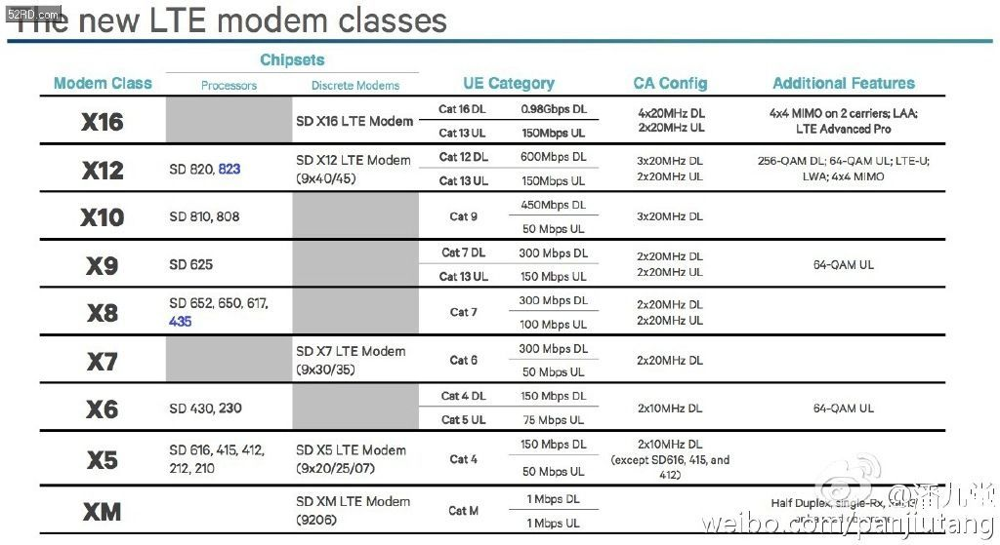 52RD.com
The new LTE modem classes
Chipsets
Modem Class Processors Discrete Modems UE Category CA Config Additional Features
X16 SD X16 LTE Modem
Cat 16 DL 0.98Gbps DL
Cat 13 UL 150Mbps UL
4x20MHz DL
2x20MHz UL
4x4 MIMO on 2 carriers; LAA;
LTE Advanced Pro
X12 SD 820, 823
SD X12 LTE Modem
(9x40/45)
Cat 12 DL 600Mbps DL
Cat 13 UL 150Mbps UL
3x20MHz DL
2x20MHz UL
256-QAM DL; 64-QAM UL; LTE-U;
LWA; 4x4 MIMO
X10 SD 810, 808
Cat 9
450Mbps DL
50 Mbps UL
3x20MHz DL
X9 SD 625
Cat 7 DL 300 Mbps DL
Cat 13 UL 150 Mbps UL
2x20MHz DL
2x20MHz UL
64-QAM UL
X8
SD 652, 650, 617,
435
Cat 7
300 Mbps DL
100 Mbps UL
2x20MHz DL
2x20MHz UL
X7
SD X7 LTE Modem
(9x30/35)
Cat 6
300 Mbps DL
50 Mbps UL
2x20MHz DL
X6 SD 430, 230
Cat 4 DL 150 Mbps DL
Cat 5 UL 75 Mbps UL
2x10MHz DL
64-QAM UL
X5
SD 616, 415, 412,
212, 210
SD X5 LTE Modem
(9x20/25/07)
Cat 4
150 Mbps DL
50 Mbps UL
2x10MHz DL
(except SD616, 415, and
412)
XM
SD XM LTE Modem
(9206)
Cat M
1 Mbps DL
1 Mbps UL
Half Duplex, single-Rx,
@潘九堂
weibo.com/panjiutang